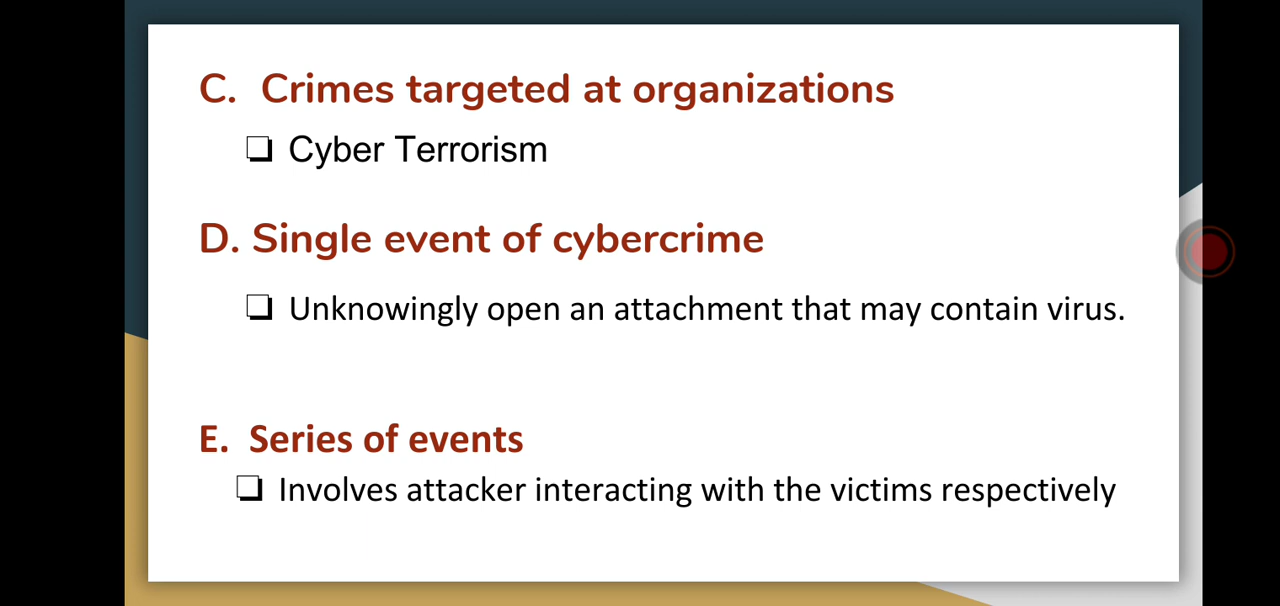 C. Crimes targeted at organizations
❏ Cyber Terrorism
D. Single event of cybercrime
❏ Unknowingly open an attachment that may contain virus.
E. Series of events
❏ Involves attacker interacting with the victims respectively